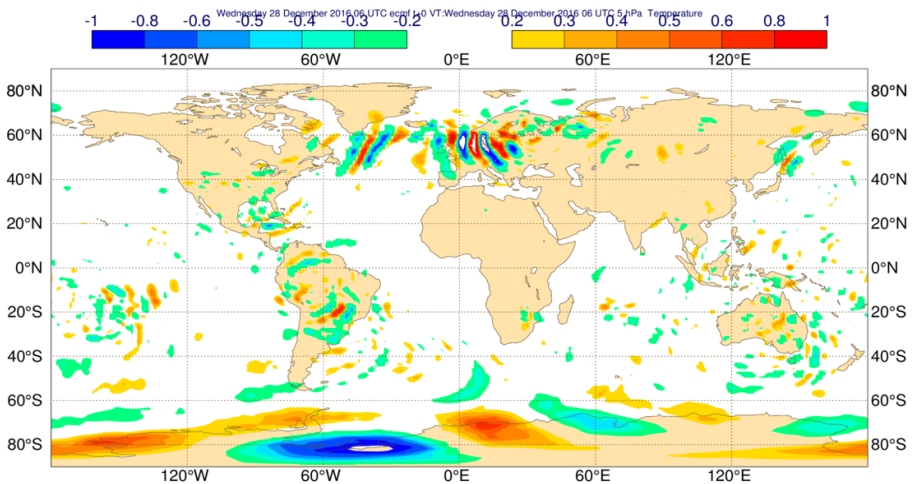 Wednesday 28 December 2016 06 UTC ecmf t+0 VT:Wednesday 28 December 2016 06 UTC 5 hPa Temperature
-1 -0.8 -0.6 -0.5 -0.4 -0.3 -0.2 0.2 0.3 0.4 0.5 0.6 0.8 1
120°W 60°W 0°E 60°E 120°E
80°N 80°N
60°N 60°N
40°N 40°N
20°N 20°N
0°N 0°N
20°S 20°S
40°S 40°S
60°S 60°S
80°S 80°S
120°W 60°W 0°E 60°E 120°E